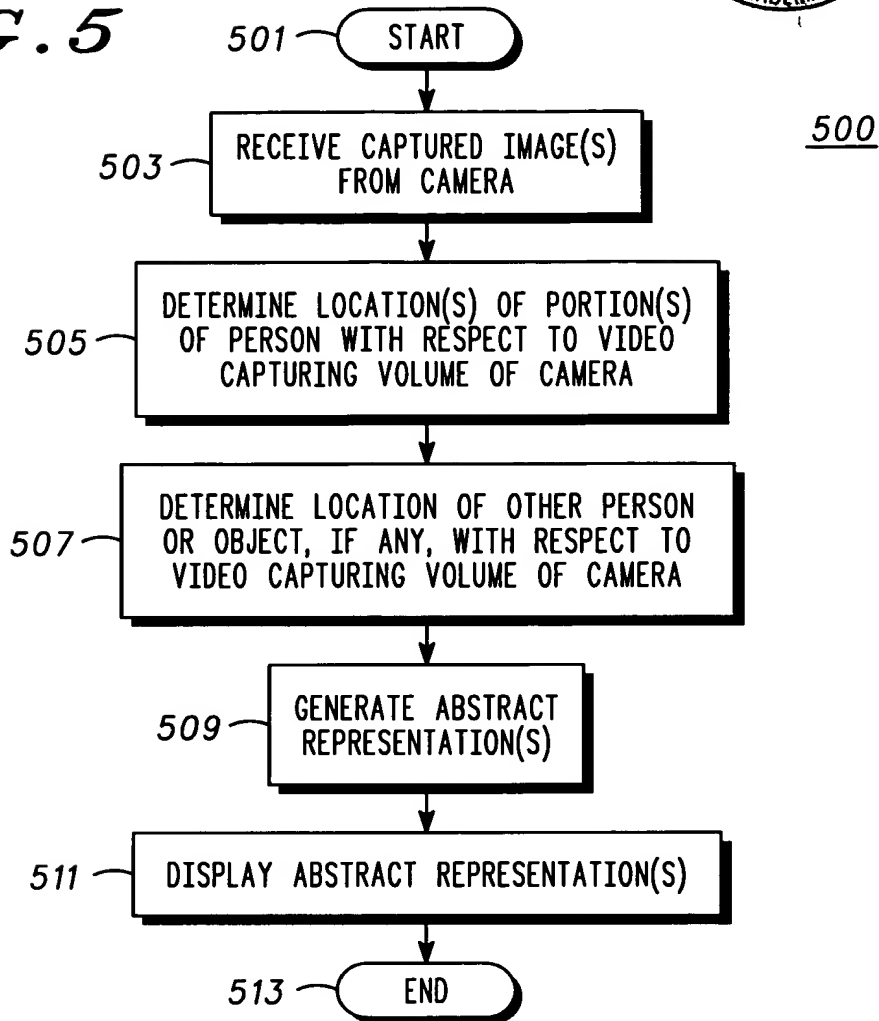 G.5
501
START
500
503
RECEIVE CAPTURED IMAGE(S)
FROM CAMERA
505
DETERMINE LOCATION(S) OF PORTION(S)
OF PERSON WITH RESPECT TO VIDEO
CAPTURING VOLUME OF CAMERA
507
DETERMINE LOCATION OF OTHER PERSON
OR OBJECT, IF ANY, WITH RESPECT TO
VIDEO CAPTURING VOLUME OF CAMERA
509
GENERATE ABSTRACT
REPRESENTATION(S)
511
DISPLAY ABSTRACT REPRESENTATION(S)
513
END